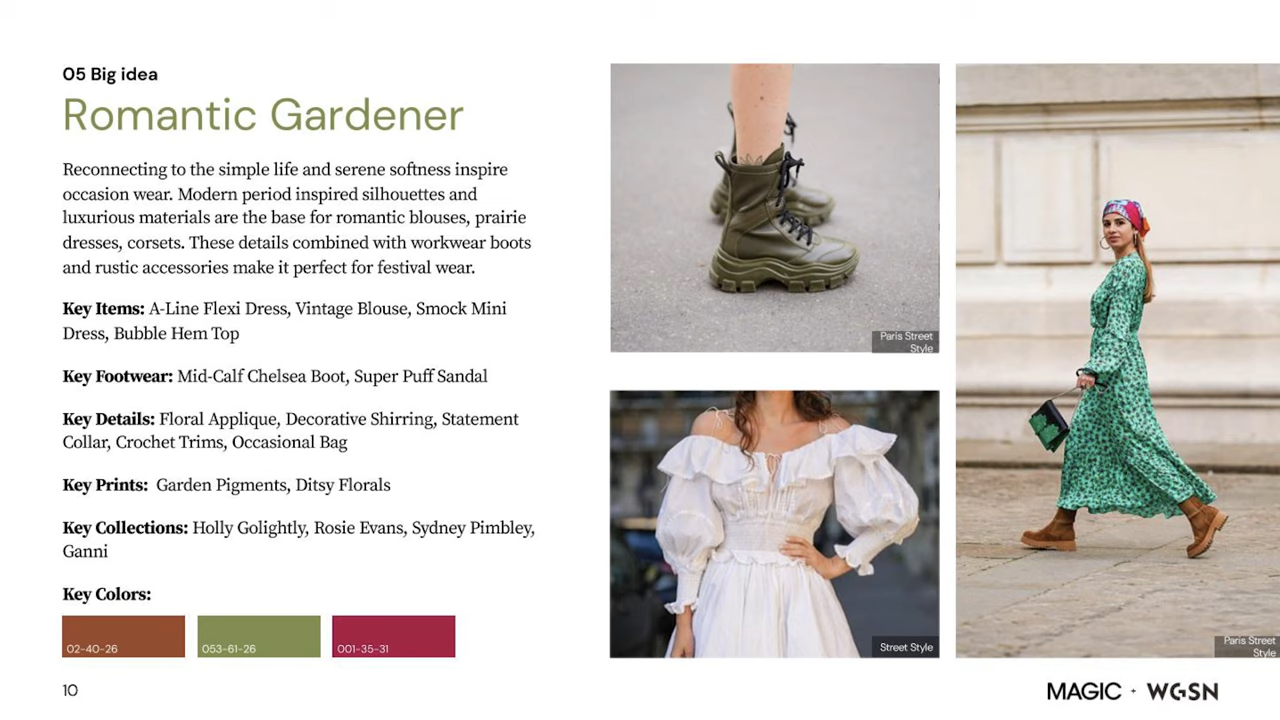 05 Big idea
Romantic Gardener
Reconnecting to the simple life and serene softness inspire
occasion wear. Modern period inspired silhouettes and
luxurious materials are the base for romantic blouses, prairie
dresses, corsets. These details combined with workwear boots
and rustic accessories make it perfect for festival wear.
Key Items: A-Line Flexi Dress, Vintage Blouse, Smock Mini
Dress, Bubble Hem Top
Key Footwear: Mid-Calf Chelsea Boot, Super Puff Sandal
Key Details: Floral Applique, Decorative Shirring, Statement
Collar, Crochet Trims, Occasional Bag
Key Prints: Garden Pigments, Ditsy Florals
Key Collections: Holly Golightly, Rosie Evans, Sydney Pimbley,
Ganni
Key Colors:
02-40-26
053-61-26
001-35-31
10
Paris Street
Style
Street Style
Paris Street
Style
MAGIC + WGSN